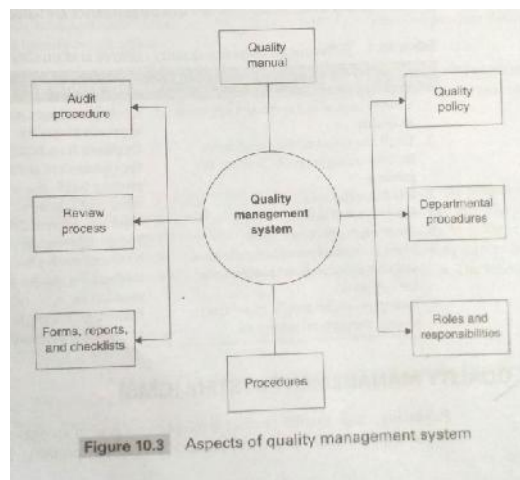 Quality
manual
Audit
procedure
Quality
policy
Review
process
Quality
management
system
Departmental
procedures
Forms, reports,
and checklists
Roles and
responsibilities
Procedures
Figure 10.3 Aspects of quality management system